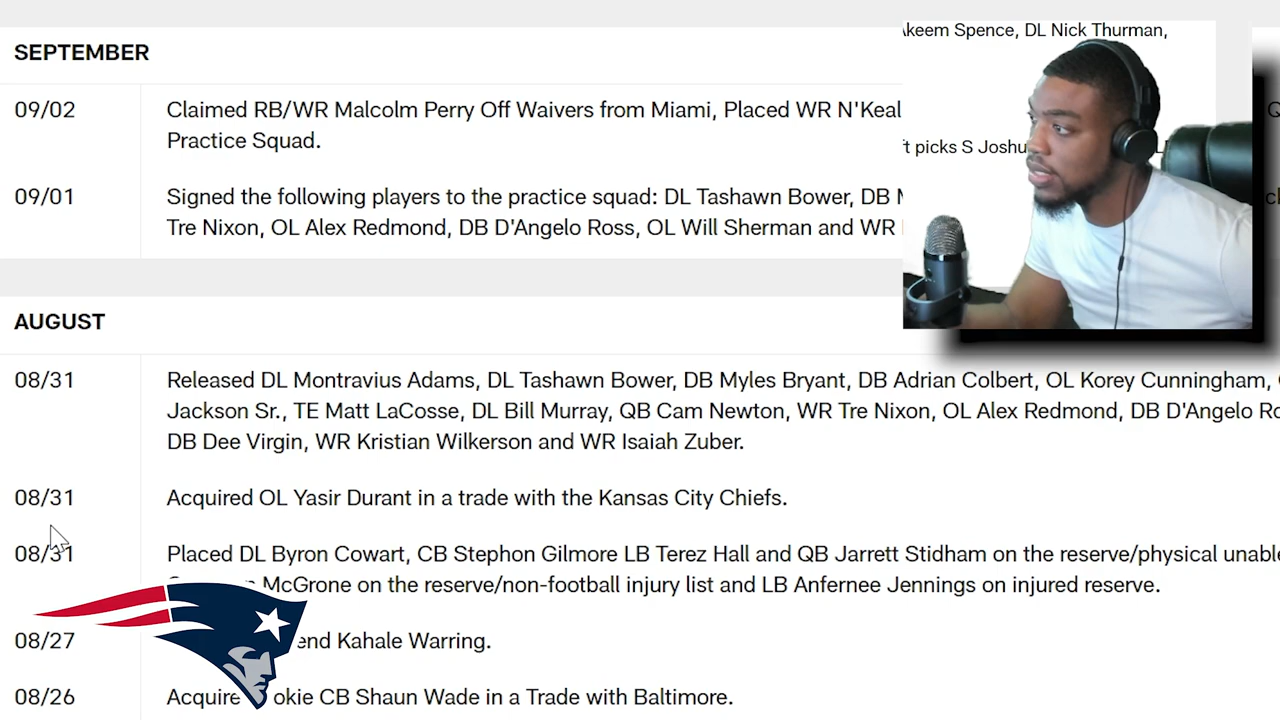 Akeem Spence, DL Nick Thurman,
SEPTEMBER
09/02 Claimed RB/WR Malcolm Perry Off Waivers from Miami, Placed WR N'Keal
Practice Squad.
ft picks S Joshu
09/01 Signed the following players to the practice squad: DL Tashawn Bower, DB
Tre Nixon, OL Alex Redmond, DB D'Angelo Ross, OL Will Sherman and WR
AUGUST
08/31 Released DL Montravius Adams, DL Tashawn Bower, DB Myles Bryant, DB Adrian Colbert, OL Korey Cunningham,
Jackson Sr., TE Matt LaCosse, DL Bill Murray, QB Cam Newton, WR Tre Nixon, OL Alex Redmond, DB D'Angelo Ro
DB Dee Virgin, WR Kristian Wilkerson and WR Isaiah Zuber.
08/31 Acquired OL Yasir Durant in a trade with the Kansas City Chiefs.
08/31 Placed DL Byron Cowart, CB Stephon Gilmore LB Terez Hall and QB Jarrett Stidham on the reserve/physical unabl
McGrone on the reserve/non-football injury list and LB Anfernee Jennings on injured reserve.
08/27 end Kahale Warring.
08/26 Acquire okie CB Shaun Wade in a Trade with Baltimore.